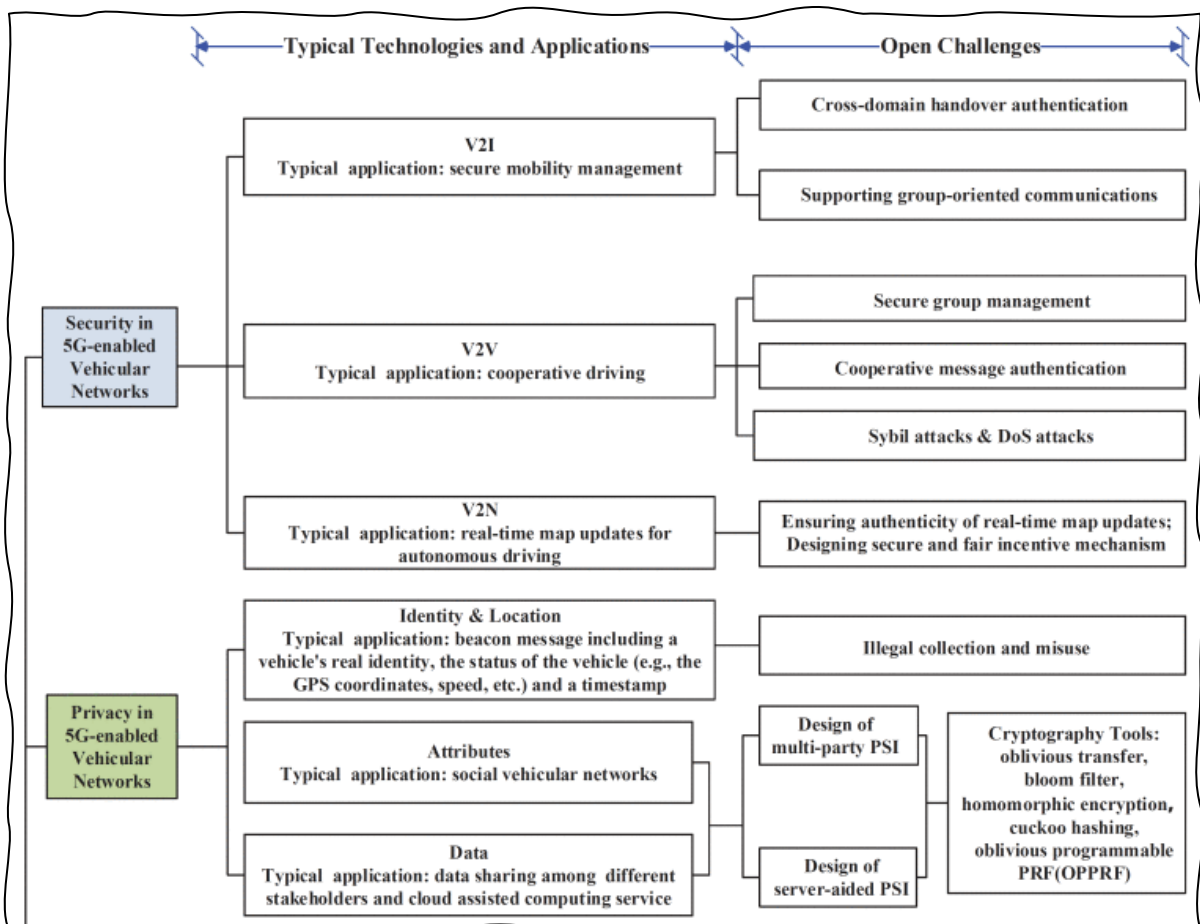 Typical Technologies and Applications
Open Challenges
Security in
5G-enabled
Vehicular
Networks
V2I
Typical application: secure mobility management
Cross-domain handover authentication
Supporting group-oriented communications
V2V
Typical application: cooperative driving
Secure group management
Cooperative message authentication
Sybil attacks & DoS attacks
V2N
Typical application: real-time map updates for
autonomous driving
Ensuring authenticity of real-time map updates;
Designing secure and fair incentive mechanism
Privacy in
5G-enabled
Vehicular
Networks
Identity & Location
Typical application: beacon message including a
vehicle's real identity, the status of the vehicle (e.g., the
GPS coordinates, speed, etc.) and a timestamp
Illegal collection and misuse
Attributes
Typical application: social vehicular networks
Data
Typical application: data sharing among different
stakeholders and cloud assisted computing service
Design of
multi-party PSI
Design of
server-aided PSI
Cryptography Tools:
oblivious transfer,
bloom filter,
homomorphic encryption,
cuckoo hashing,
oblivious programmable
PRF(OPPRF)